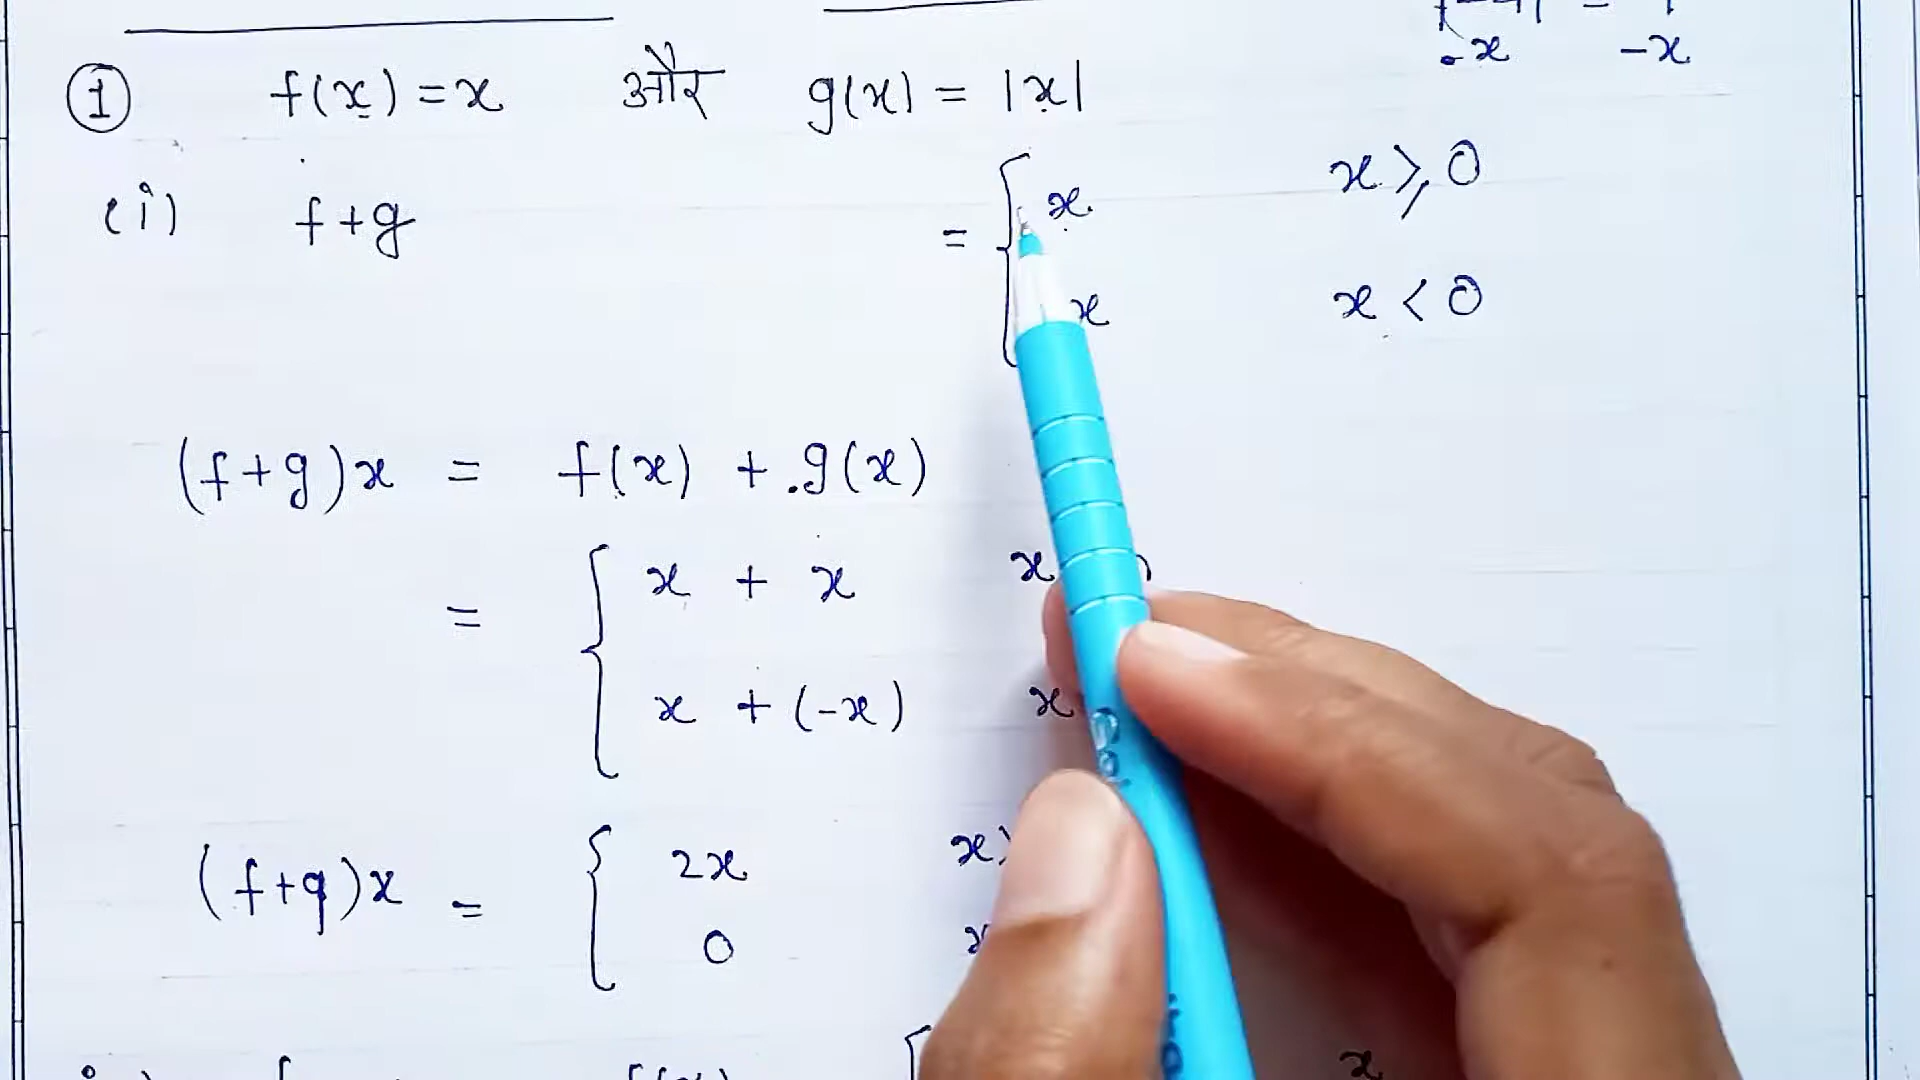 -x -x
① f(x) = x और g(x) = |x|
(i) f+g = { x x ⩾ 0
x x < 0
(f+g)x = f(x) + g(x)
= { x + x x
x + (-x) x
(f+g)x = { 2x x
0 x
x